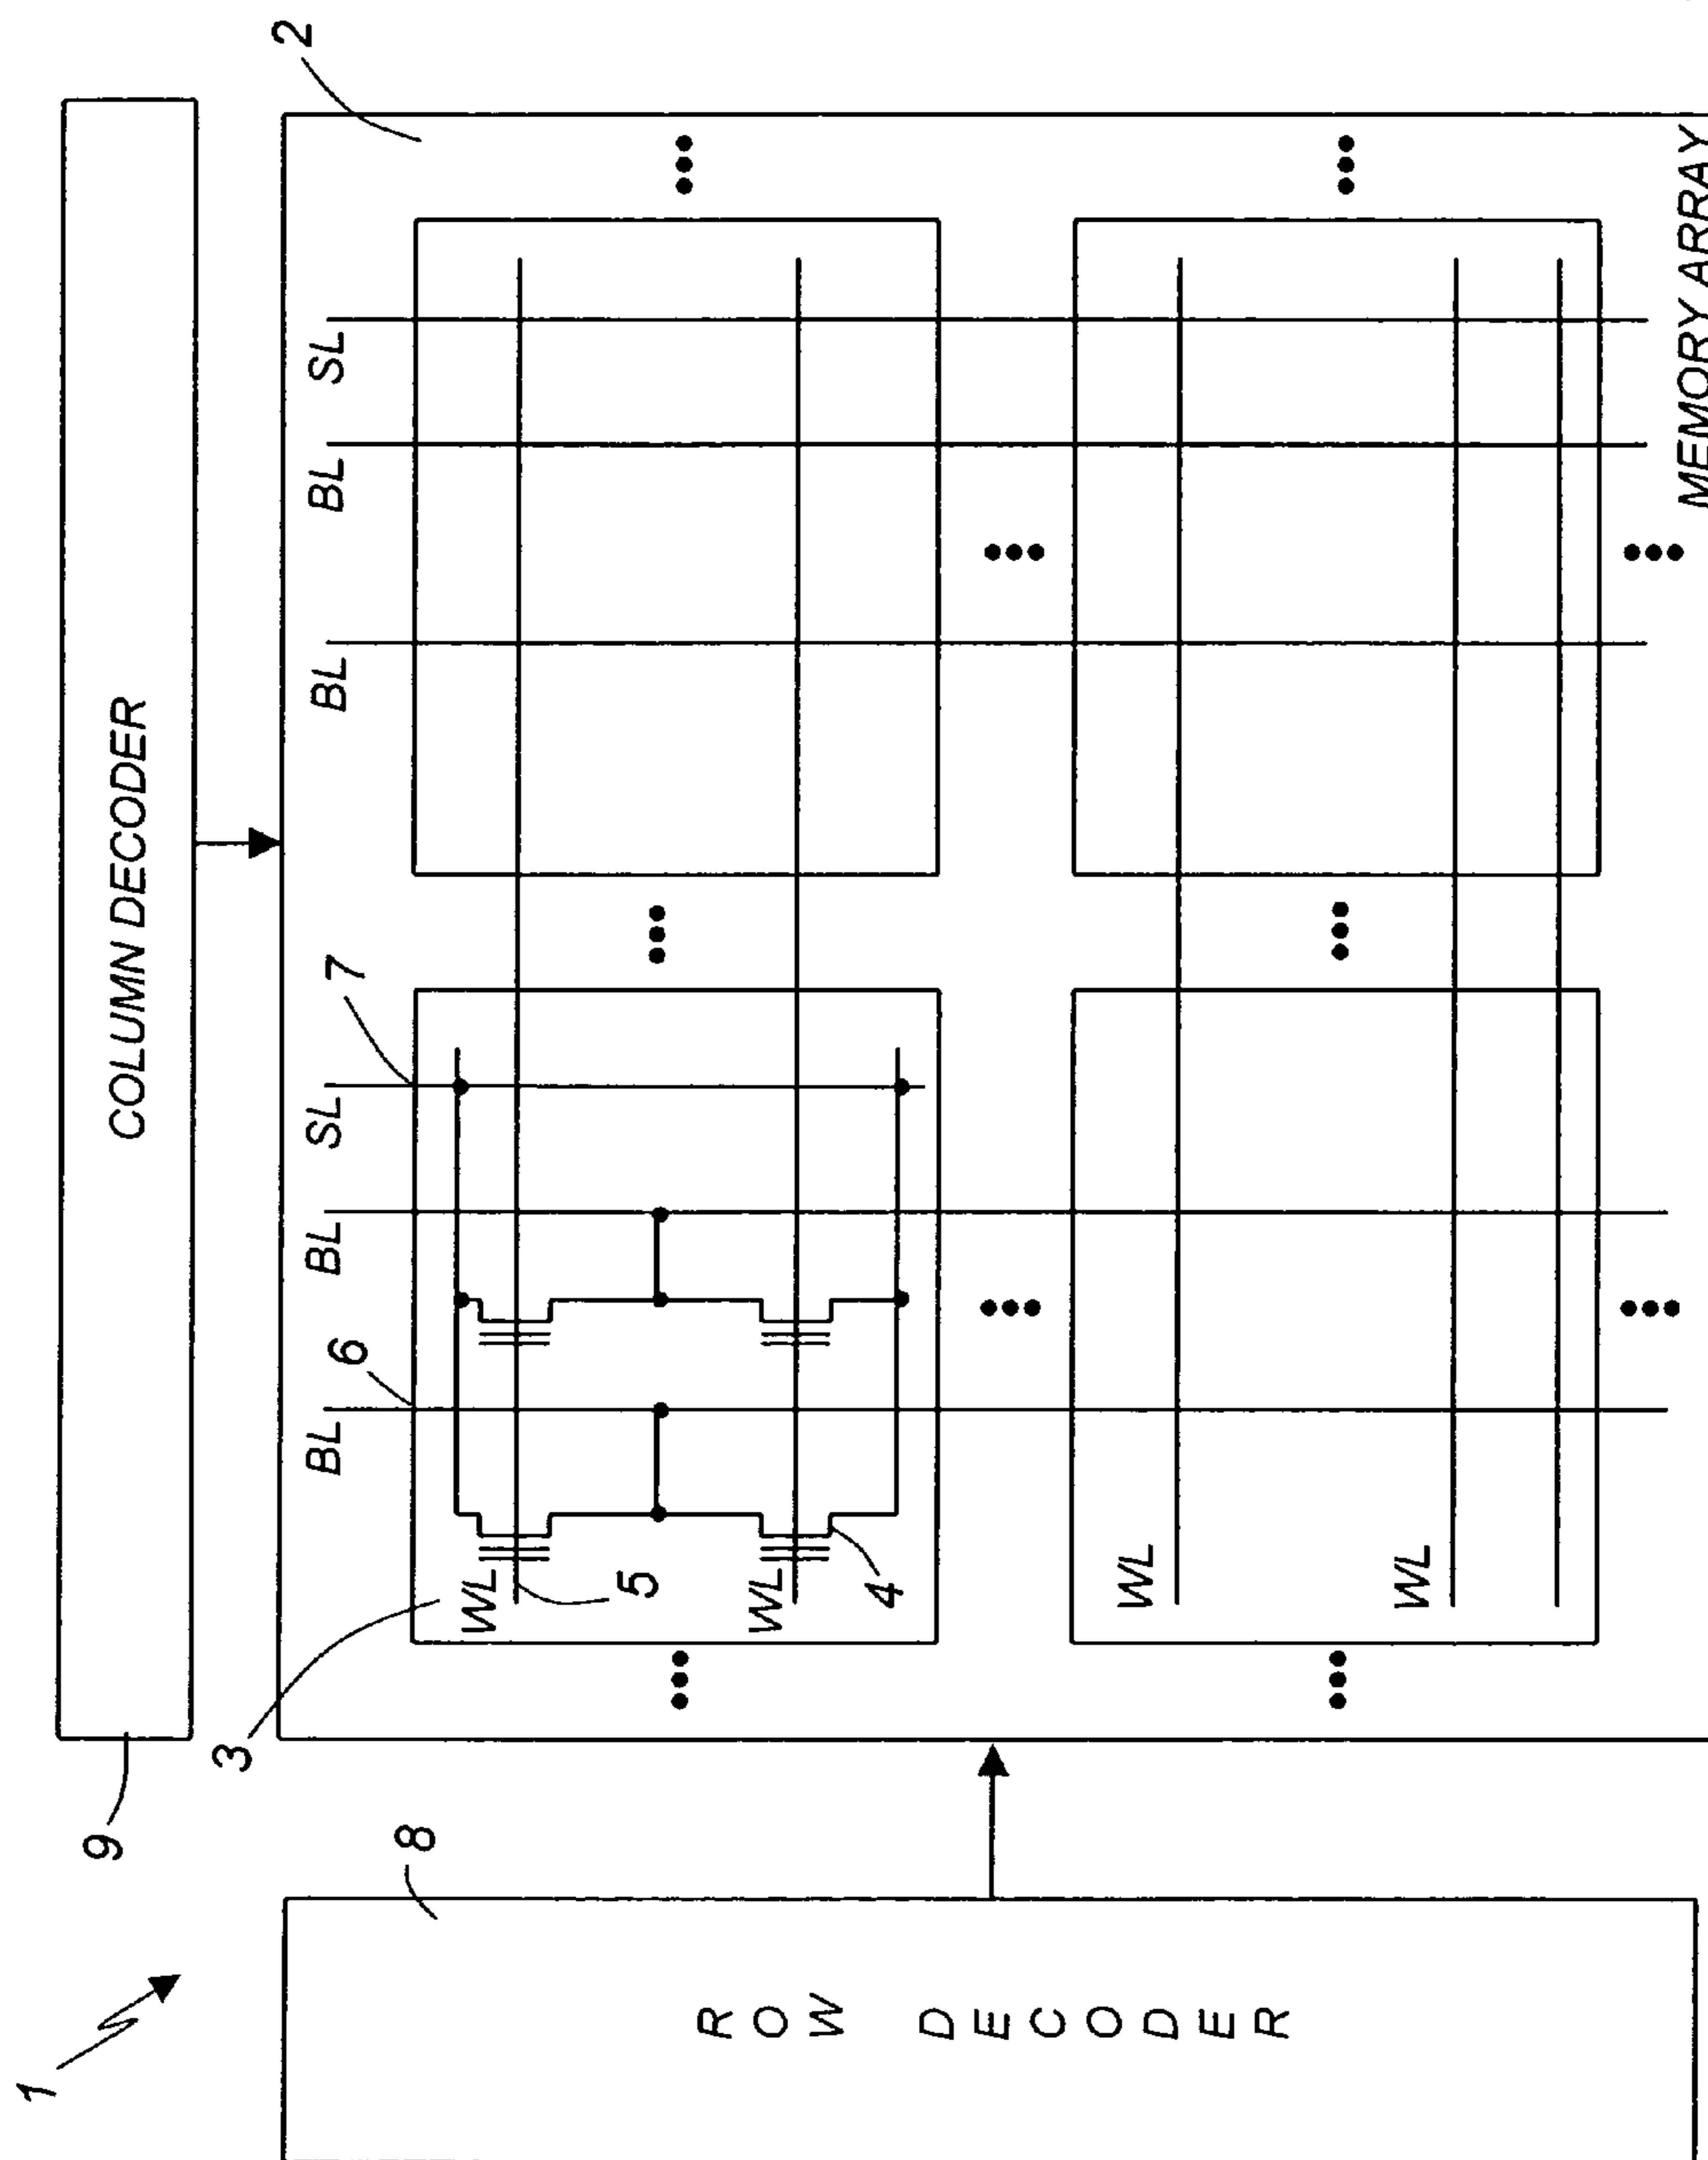 1
9
COLUMN DECODER
2
3
BL
6
BL
SL
7
BL
BL
SL
WL
5
WL
4
WL
WL
8
ROW DECODER
MEMORY ARRAY